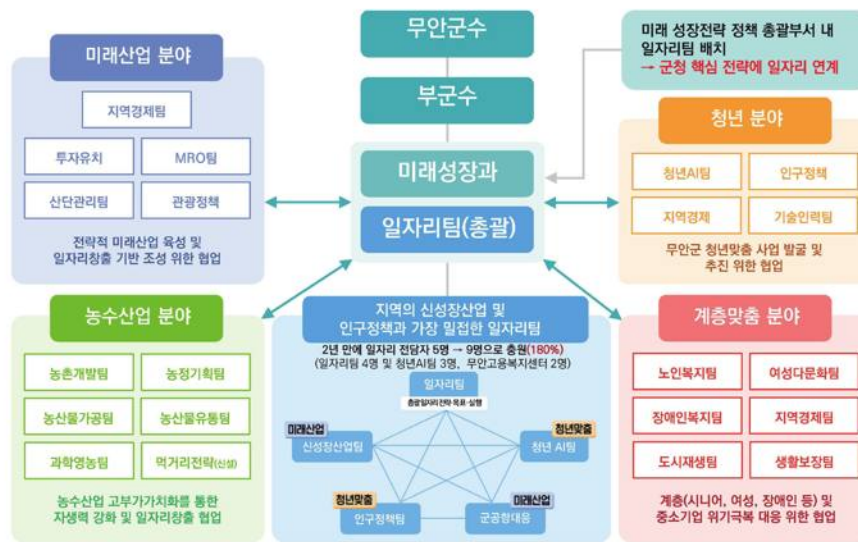 무안군수
부군수
미래성장과
일자리팀(총괄)
미래 성장전략 정책 총괄부서 내
일자리팀 배치
→ 군청 핵심 전략에 일자리 연계
미래산업 분야
지역경제팀
투자유치 MRO팀
산단관리팀 관광정책
전략적 미래산업 육성 및
일자리창출 기반 조성 위한 협업
청년 분야
청년AI팀 인구정책
지역경제 기술인력팀
무안군 청년맞춤 사업 발굴 및
추진 위한 협업
농수산업 분야
농촌개발팀 농정기획팀
농산물가공팀 농산물유통팀
과학영농팀 먹거리전략(신설)
농수산업 고부가가치화를 통한
자생력 강화 및 일자리창출 협업
지역의 신성장산업 및
인구정책과 가장 밀접한 일자리팀
2년 만에 일자리 전담자 5명 → 9명으로 충원(180%)
(일자리팀 4명 및 청년AI팀 3명, 무안고용복지센터 2명)
일자리팀
총괄일자리전략·목표·실행
미래산업
신성장산업팀
청년맞춤
청년 AI팀
청년맞춤
인구정책팀
미래산업
군공항대응
계층맞춤 분야
노인복지팀 여성다문화팀
장애인복지팀 지역경제팀
도시재생팀 생활보장팀
계층(시니어, 여성, 장애인 등) 및
중소기업 위기극복 대응 위한 협업